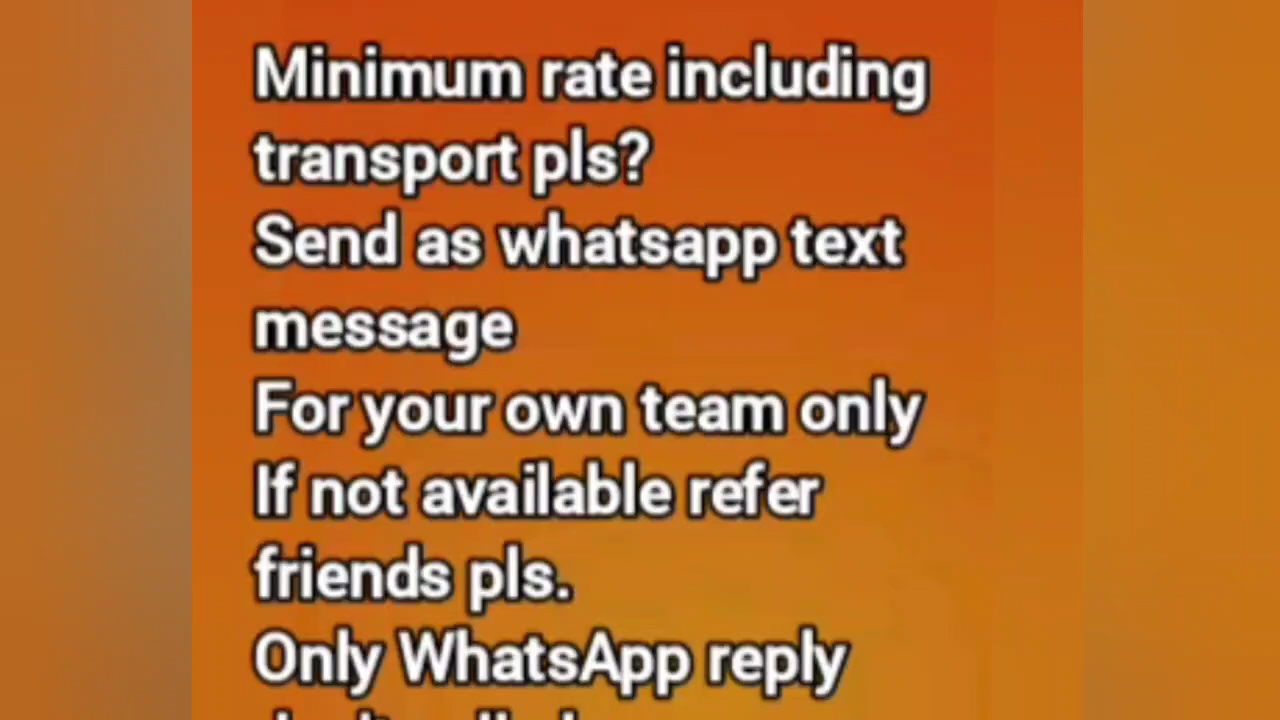 Minimum rate including
transport pls?
Send as whatsapp text
message
For your own team only
If not available refer
friends pls.
Only WhatsApp reply